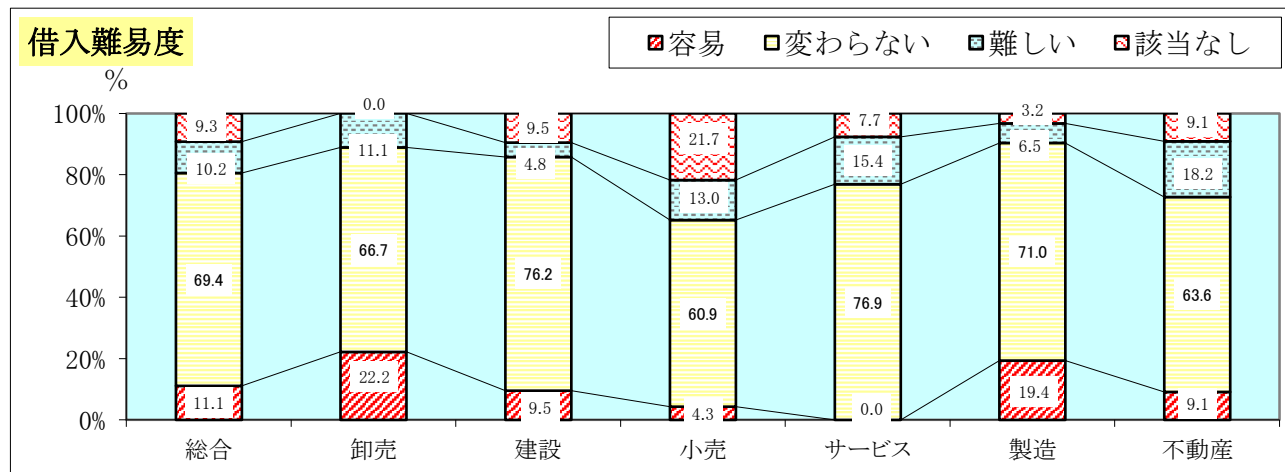 借入難易度
容易 変わらない 難しい 該当なし
%
100%
80%
60%
40%
20%
0%
9.3 0.0 9.5 21.7 7.7 3.2 9.1
10.2 11.1 4.8 13.0 15.4 6.5 18.2
69.4 66.7 76.2 60.9 76.9 71.0 63.6
11.1 22.2 9.5 4.3 0.0 19.4 9.1
総合 卸売 建設 小売 サービス 製造 不動産